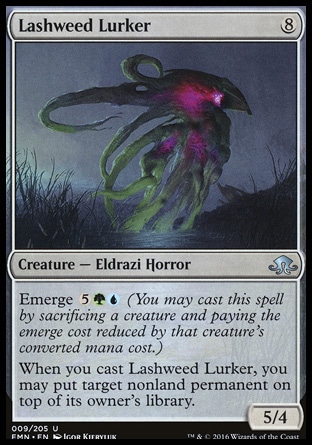 Lashweed Lurker 8
Creature — Eldrazi Horror
Emerge 5 (You may cast this spell
by sacrificing a creature and paying the
emerge cost reduced by that creature's
converted mana cost.)
When you cast Lashweed Lurker, you
may put target nonland permanent on
top of its owner's library.
5/4
009/205 U
EMN • EN Igor Kieryluk
™ & © 2016 Wizards of the Coast